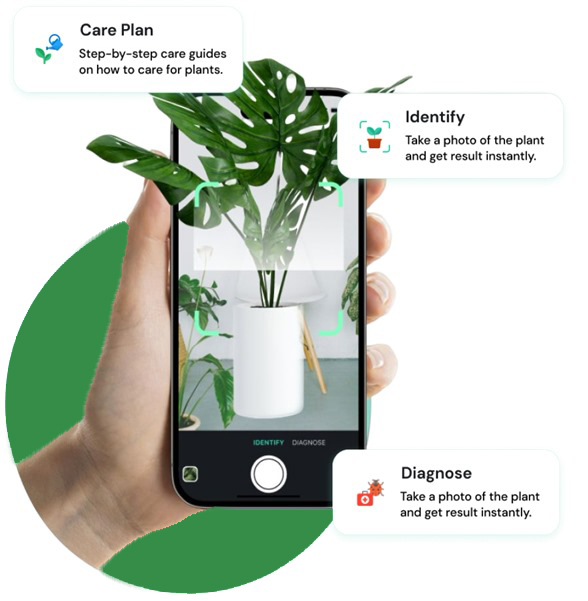 Care Plan
Step-by-step care guides
on how to care for plants.
Identify
Take a photo of the plant
and get result instantly.
IDENTIFY DIAGNOSE
Diagnose
Take a photo of the plant
and get result instantly.